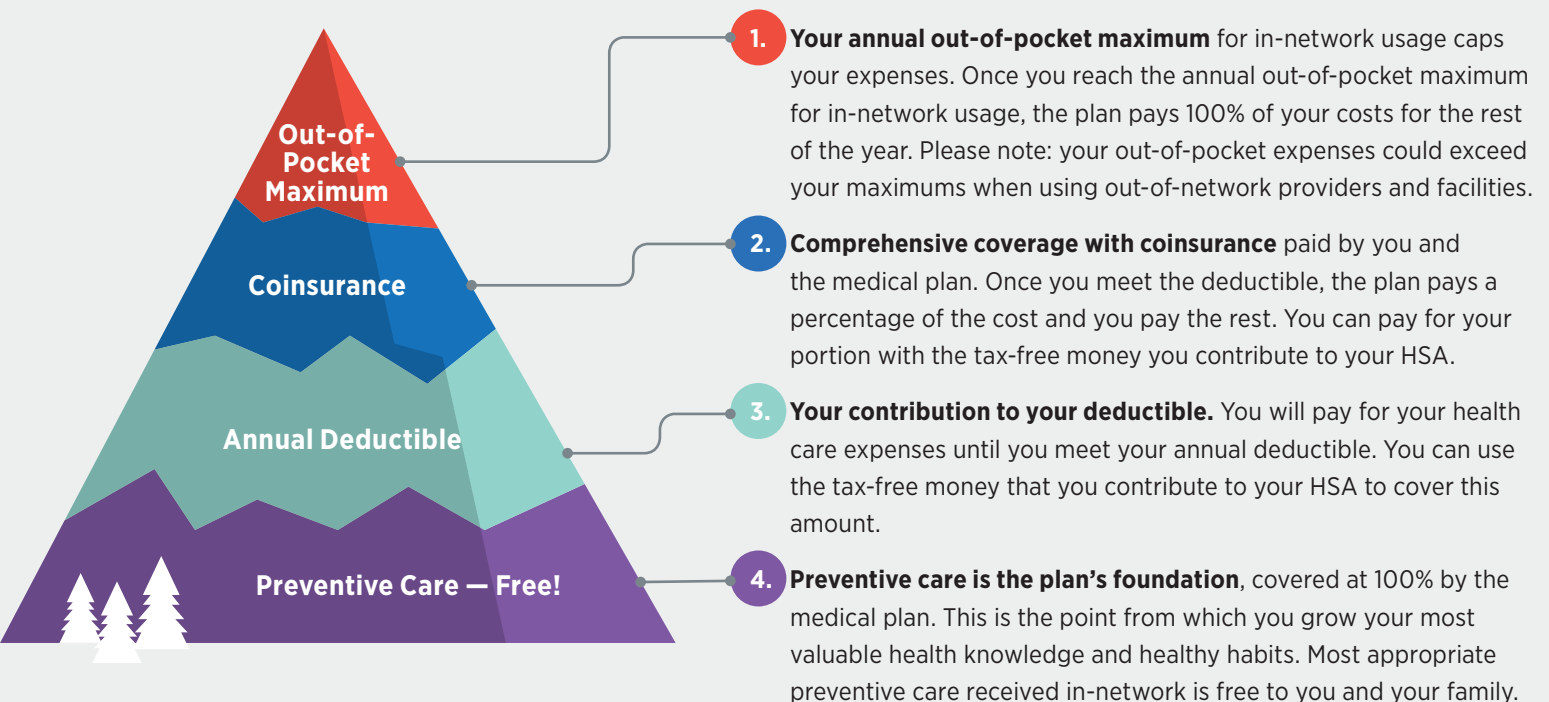 Out-of-
Pocket
Maximum
Coinsurance
Annual Deductible
Preventive Care — Free!
1. Your annual out-of-pocket maximum for in-network usage caps
your expenses. Once you reach the annual out-of-pocket maximum
for in-network usage, the plan pays 100% of your costs for the rest
of the year. Please note: your out-of-pocket expenses could exceed
your maximums when using out-of-network providers and facilities.
2. Comprehensive coverage with coinsurance paid by you and
the medical plan. Once you meet the deductible, the plan pays a
percentage of the cost and you pay the rest. You can pay for your
portion with the tax-free money you contribute to your HSA.
3. Your contribution to your deductible. You will pay for your health
care expenses until you meet your annual deductible. You can use
the tax-free money that you contribute to your HSA to cover this
amount.
4. Preventive care is the plan’s foundation, covered at 100% by the
medical plan. This is the point from which you grow your most
valuable health knowledge and healthy habits. Most appropriate
preventive care received in-network is free to you and your family.